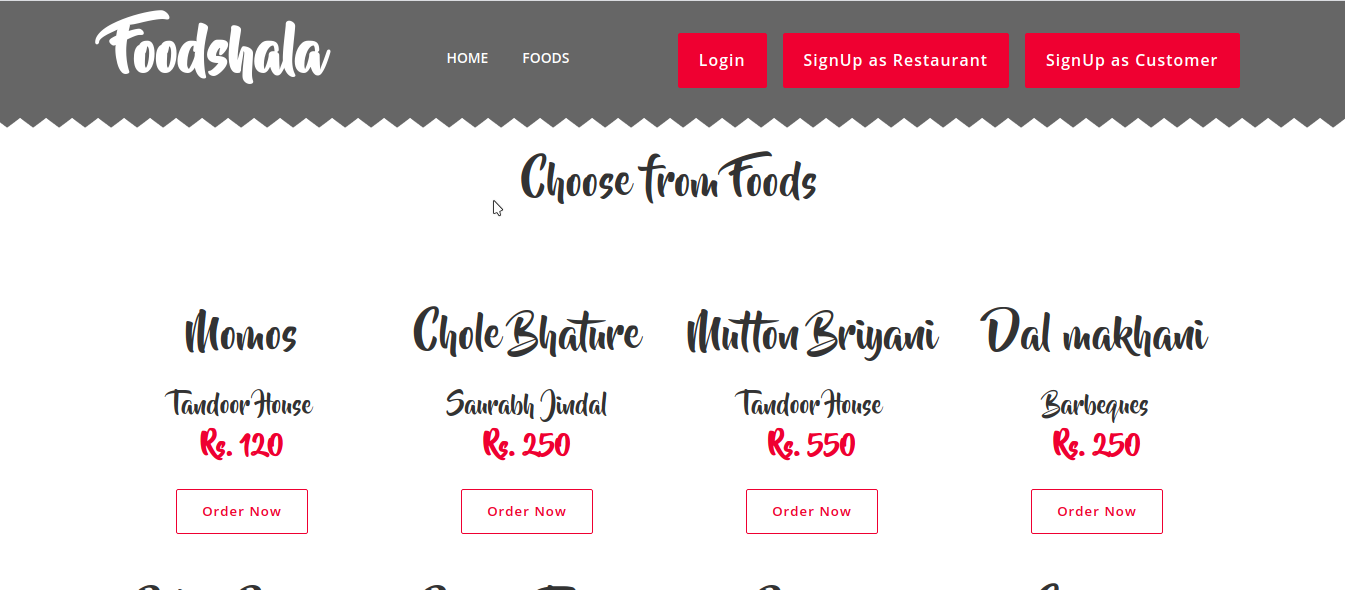 Foodshala
HOME FOODS Login SignUp as Restaurant SignUp as Customer
Choose from Foods
Momos Chole Bhature Mutton Briyani Dal makhani
Tandoor House Saurabh Jindal Tandoor House Barbeques
Rs. 120 Rs. 250 Rs. 550 Rs. 250
Order Now Order Now Order Now Order Now